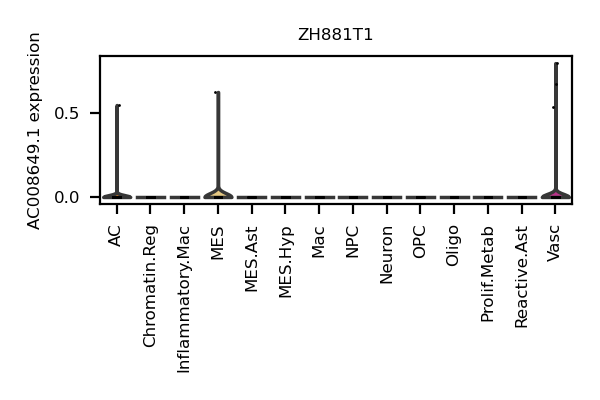 ZH881T1
AC008649.1 expression
0.5
0.0
AC
Chromatin.Reg
Inflammatory.Mac
MES
MES.Ast
MES.Hyp
Mac
NPC
Neuron
OPC
Oligo
Prolif.Metab
Reactive.Ast
Vasc